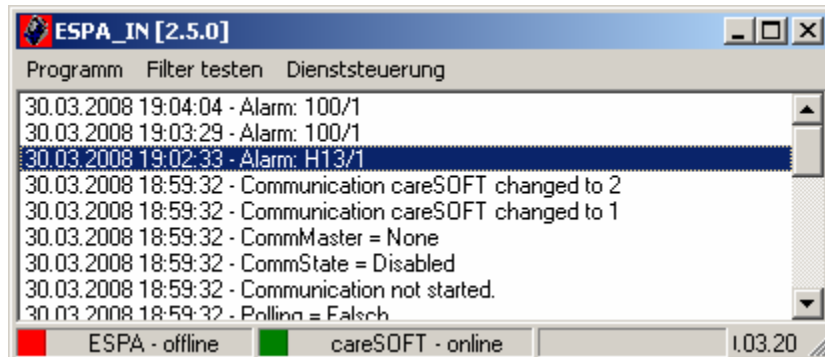 ESPA_IN [2.5.0]
Programm Filter testen Dienststeuerung
30.03.2008 19:04:04 - Alarm: 100/1
30.03.2008 19:03:29 - Alarm: 100/1
30.03.2008 19:02:33 - Alarm: H13/1
30.03.2008 18:59:32 - Communication careSOFT changed to 2
30.03.2008 18:59:32 - Communication careSOFT changed to 1
30.03.2008 18:59:32 - CommMaster = None
30.03.2008 18:59:32 - CommState = Disabled
30.03.2008 18:59:32 - Communication not started.
30.03.2008 18:59:32 - Polling = Falsch
ESPA - offline careSOFT - online .03.20